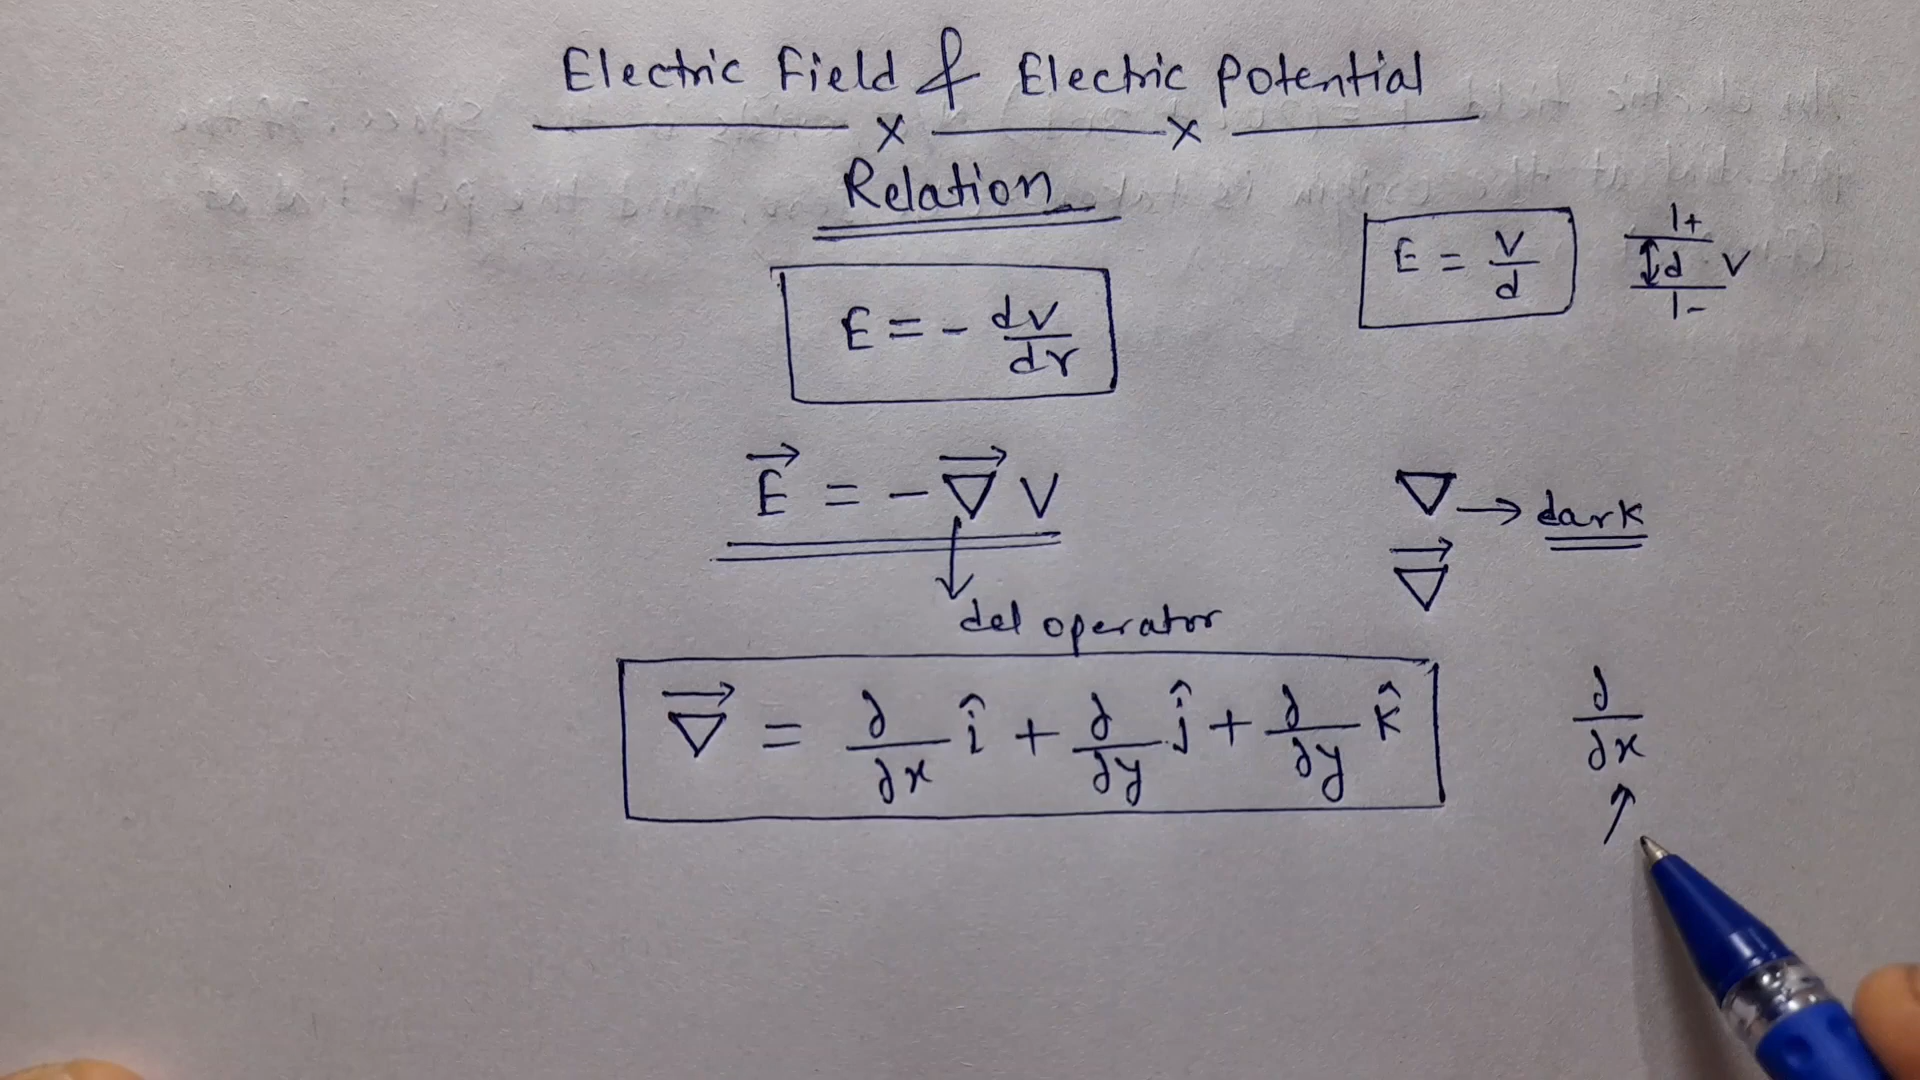 Electric Field & Electric potential
x x
Relation
E = V/d
1+
d V
1-
E = - dv/dr
E⃗ = - ∇⃗ V
∇ → dark
∇⃗
del operator
∇⃗ = ∂/∂x î + ∂/∂y ĵ + ∂/∂y k̂
∂/∂x